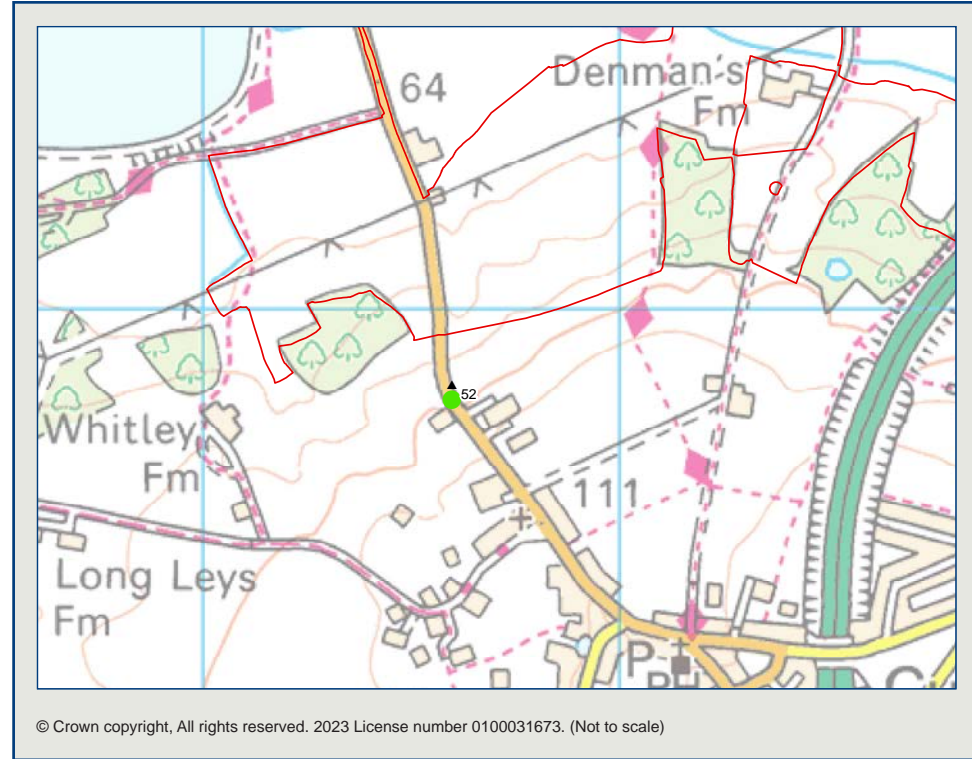 64
Denman's
Fm
52
Whitley
Fm
111
Long Leys
Fm
P
PH
© Crown copyright, All rights reserved. 2023 License number 0100031673. (Not to scale)